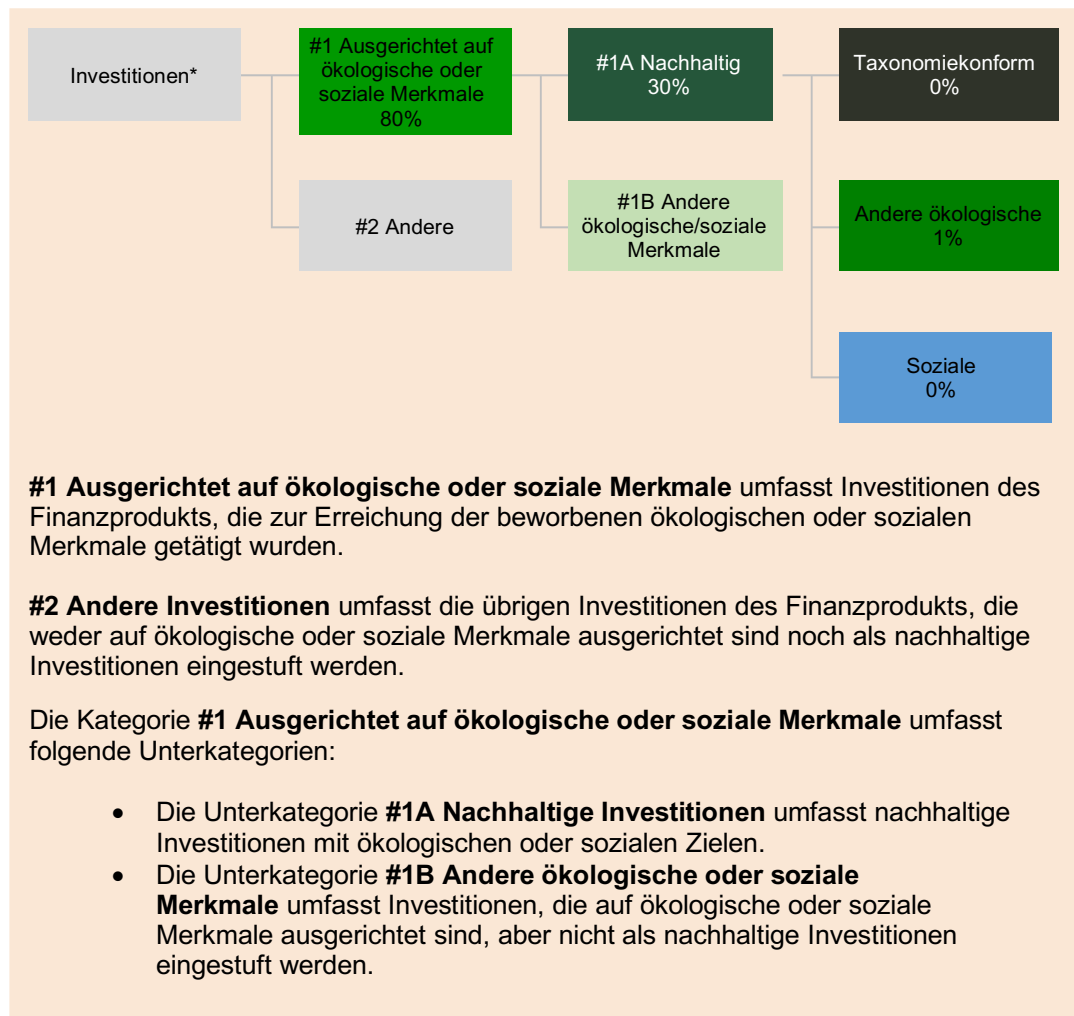 Investitionen*
#1 Ausgerichtet auf
ökologische oder
soziale Merkmale
80%
#1A Nachhaltig
30%
Taxonomiekonform
0%
#2 Andere
#1B Andere
ökologische/soziale
Merkmale
Andere ökologische
1%
Soziale
0%
#1 Ausgerichtet auf ökologische oder soziale Merkmale umfasst Investitionen des
Finanzprodukts, die zur Erreichung der beworbenen ökologischen oder sozialen
Merkmale getätigt wurden.
#2 Andere Investitionen umfasst die übrigen Investitionen des Finanzprodukts, die
weder auf ökologische oder soziale Merkmale ausgerichtet sind noch als nachhaltige
Investitionen eingestuft werden.
Die Kategorie #1 Ausgerichtet auf ökologische oder soziale Merkmale umfasst
folgende Unterkategorien:
• Die Unterkategorie #1A Nachhaltige Investitionen umfasst nachhaltige
Investitionen mit ökologischen oder sozialen Zielen.
• Die Unterkategorie #1B Andere ökologische oder soziale
Merkmale umfasst Investitionen, die auf ökologische oder soziale
Merkmale ausgerichtet sind, aber nicht als nachhaltige Investitionen
eingestuft werden.